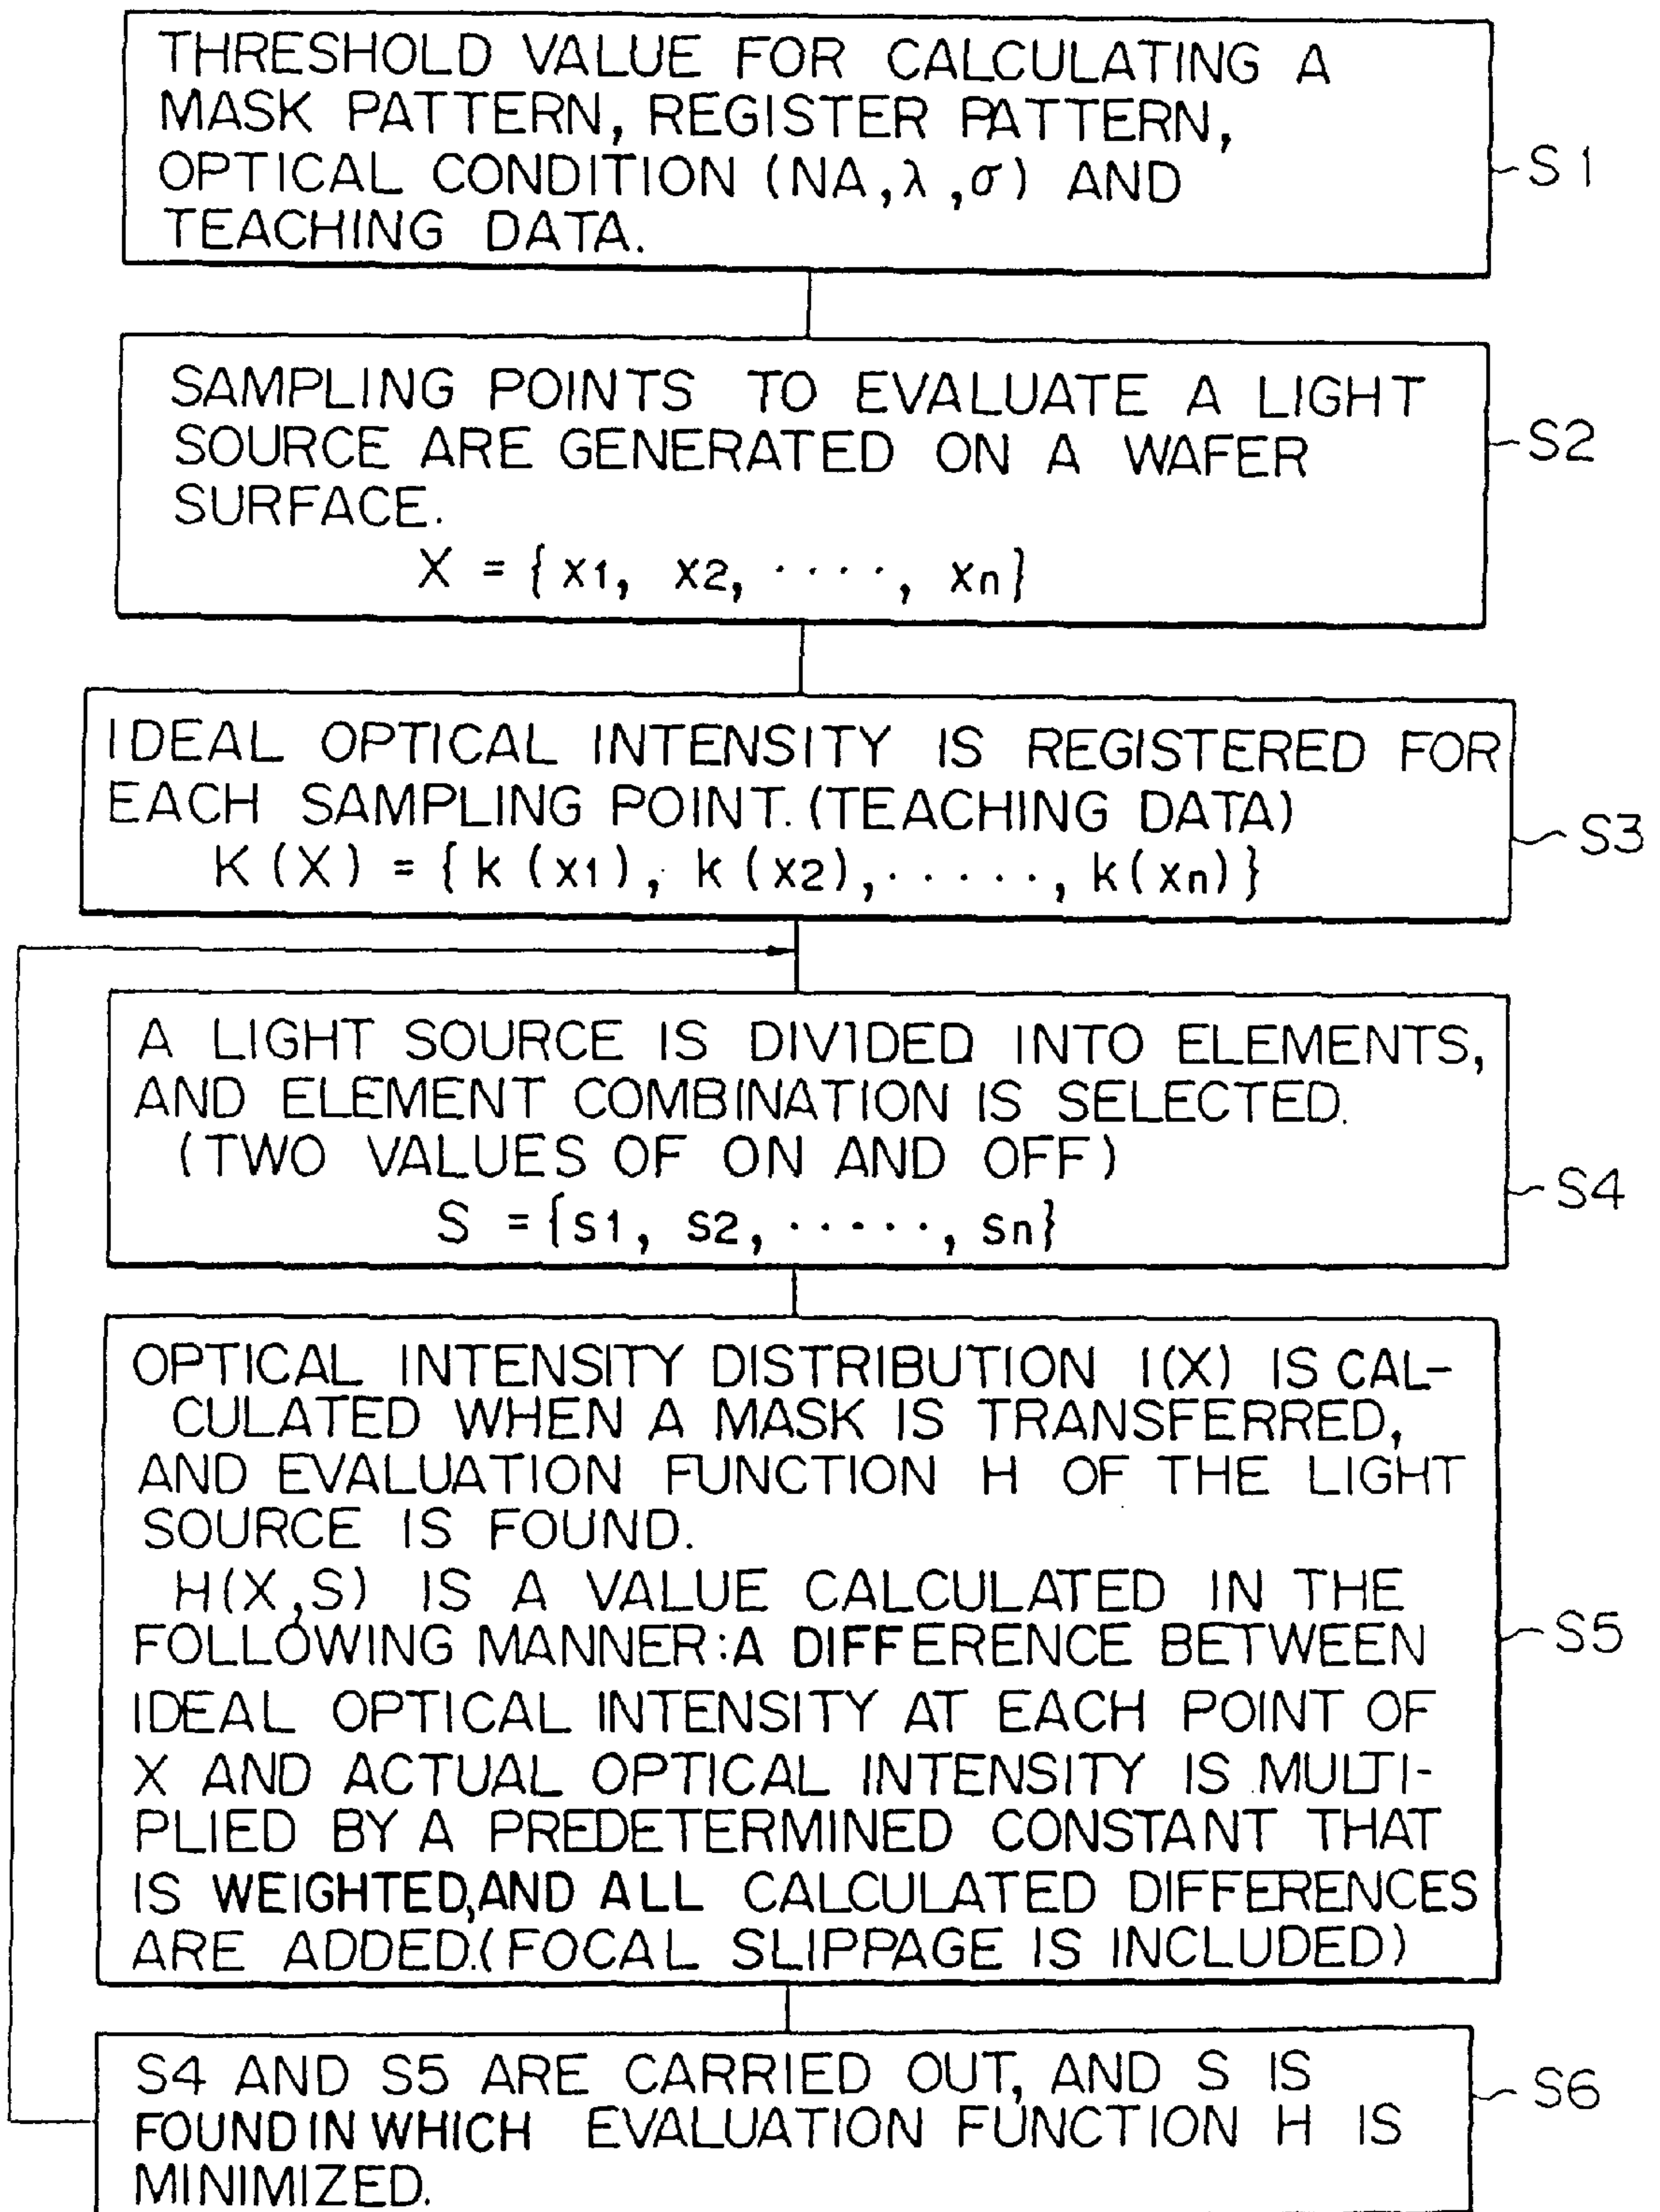 THRESHOLD VALUE FOR CALCULATING A
MASK PATTERN, REGISTER PATTERN,
OPTICAL CONDITION (NA, λ, σ) AND
TEACHING DATA.
S1
SAMPLING POINTS TO EVALUATE A LIGHT
SOURCE ARE GENERATED ON A WAFER
SURFACE.
X = {x1, x2, ····, xn}
S2
IDEAL OPTICAL INTENSITY IS REGISTERED FOR
EACH SAMPLING POINT. (TEACHING DATA)
K (X) = {k (x1), k (x2), ·····, k(xn)}
S3
A LIGHT SOURCE IS DIVIDED INTO ELEMENTS,
AND ELEMENT COMBINATION IS SELECTED.
(TWO VALUES OF ON AND OFF)
S = {s1, s2, ·····, sn}
S4
OPTICAL INTENSITY DISTRIBUTION I(X) IS CAL-
CULATED WHEN A MASK IS TRANSFERRED,
AND EVALUATION FUNCTION H OF THE LIGHT
SOURCE IS FOUND.
H(X,S) IS A VALUE CALCULATED IN THE
FOLLOWING MANNER: A DIFFERENCE BETWEEN
IDEAL OPTICAL INTENSITY AT EACH POINT OF
X AND ACTUAL OPTICAL INTENSITY IS MULTI-
PLIED BY A PREDETERMINED CONSTANT THAT
IS WEIGHTED, AND ALL CALCULATED DIFFERENCES
ARE ADDED. (FOCAL SLIPPAGE IS INCLUDED)
S5
S4 AND S5 ARE CARRIED OUT, AND S IS
FOUND IN WHICH EVALUATION FUNCTION H IS
MINIMIZED.
S6